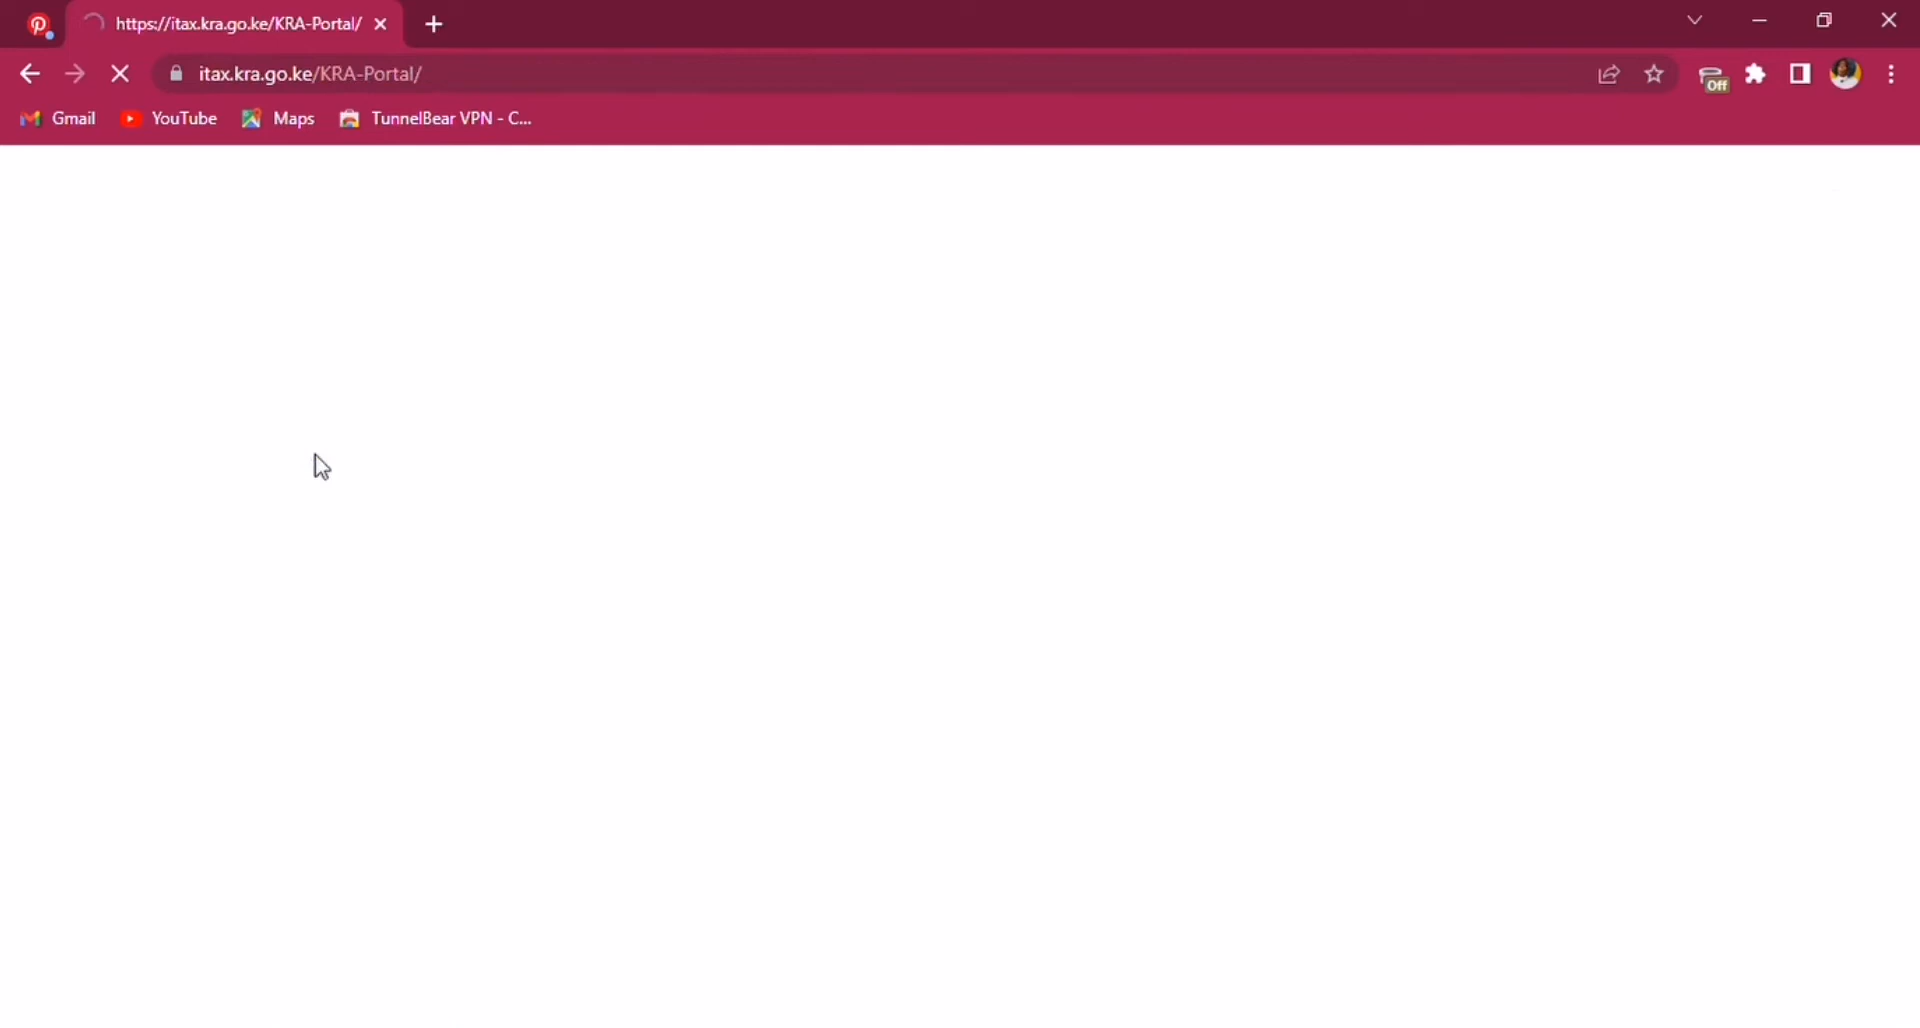 https://itax.kra.go.ke/KRA-Portal/
itax.kra.go.ke/KRA-Portal/
Off
Gmail YouTube Maps TunnelBear VPN - C...